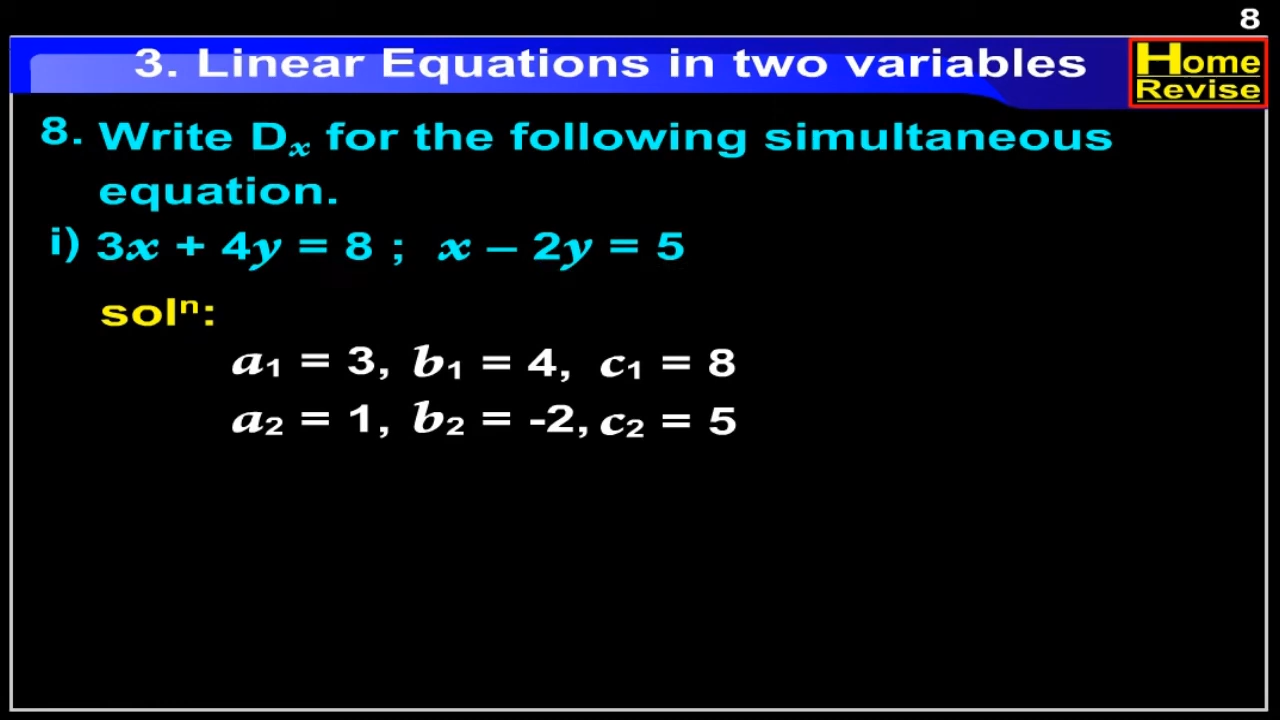 8
3. Linear Equations in two variables
Home
Revise
8. Write Dₓ for the following simultaneous
equation.
i) 3x + 4y = 8 ; x – 2y = 5
solⁿ:
a₁ = 3, b₁ = 4, c₁ = 8
a₂ = 1, b₂ = -2, c₂ = 5